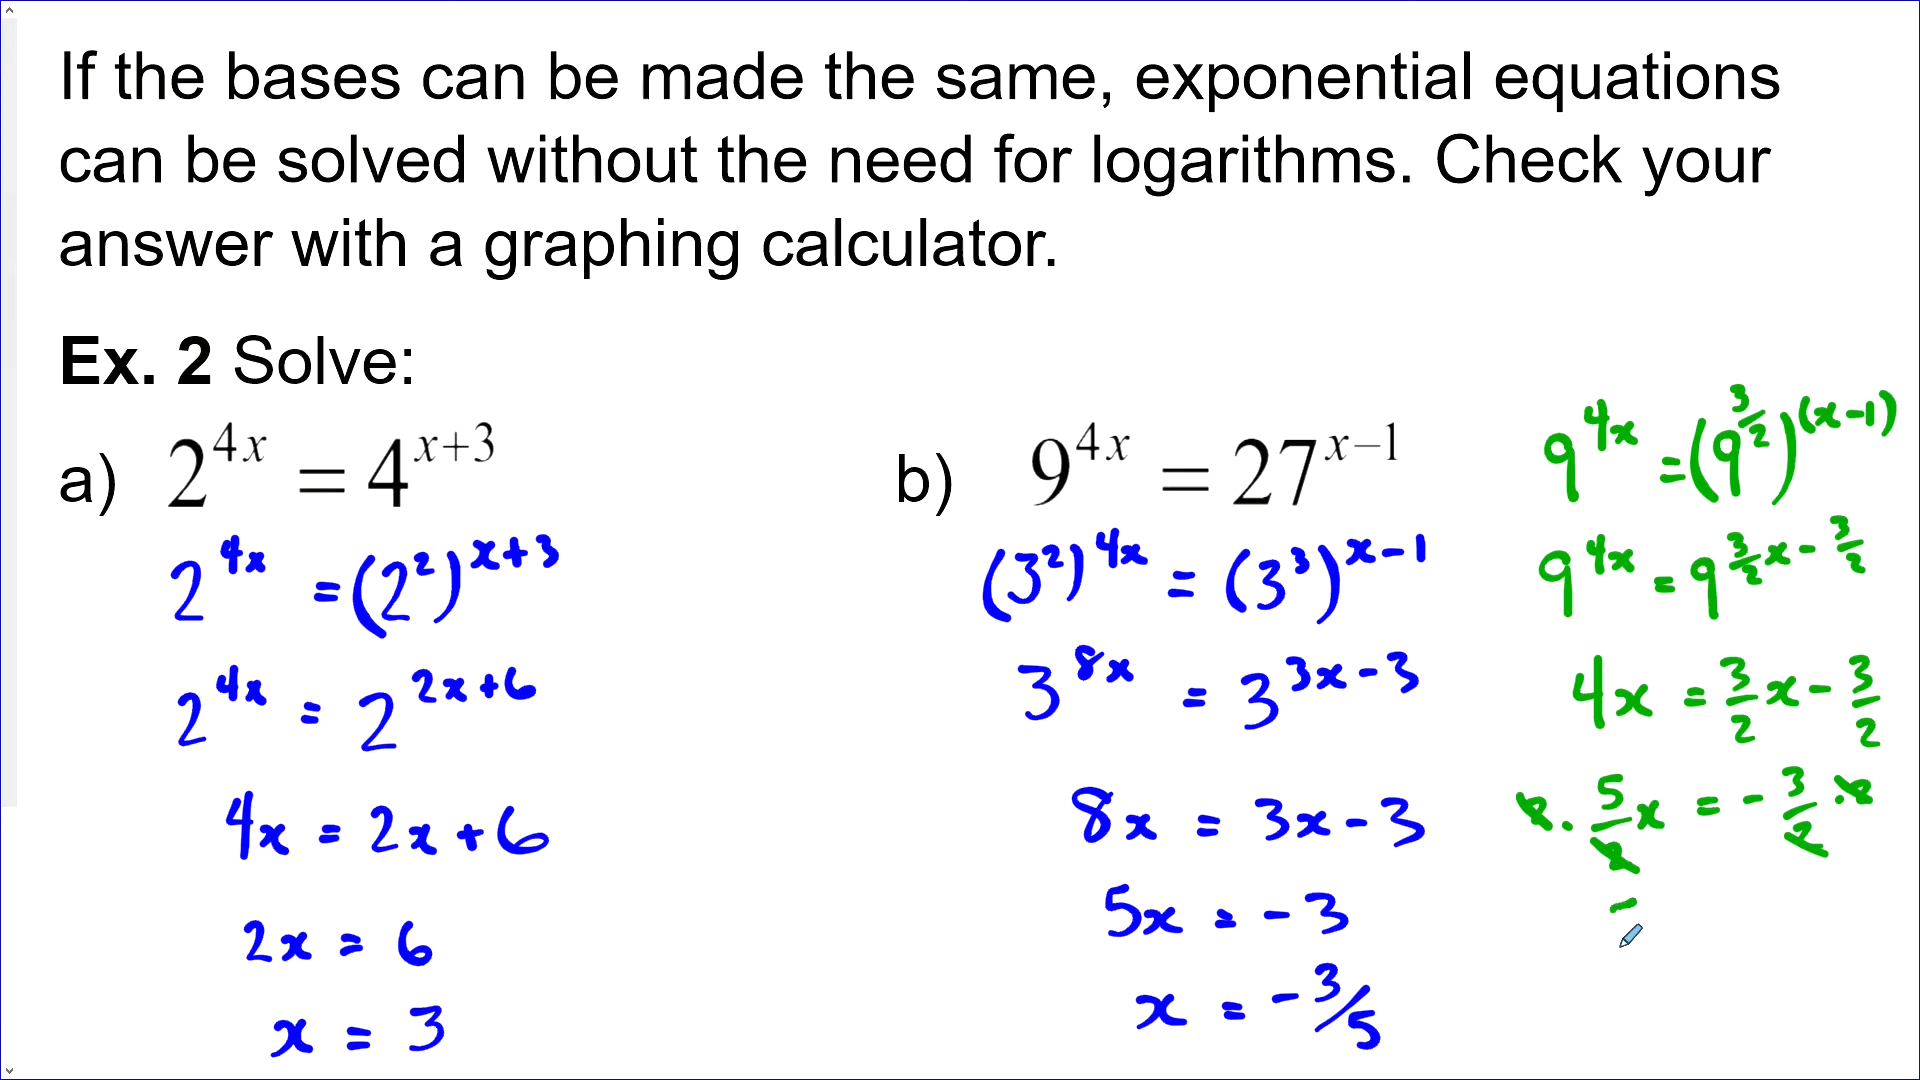 If the bases can be made the same, exponential equations
can be solved without the need for logarithms. Check your
answer with a graphing calculator.
Ex. 2 Solve:
a) 2^{4x} = 4^{x+3}
2^{4x} = (2^2)^{x+3}
2^{4x} = 2^{2x+6}
4x = 2x + 6
2x = 6
x = 3
b) 9^{4x} = 27^{x-1}
(3^2)^{4x} = (3^3)^{x-1}
3^{8x} = 3^{3x-3}
8x = 3x - 3
5x = -3
x = -3/5
9^{4x} = (9^{3/2})^{(x-1)}
9^{4x} = 9^{3/2 x - 3/2}
4x = 3/2 x - 3/2
2 · 5/2 x = - 3/2 · 2
-